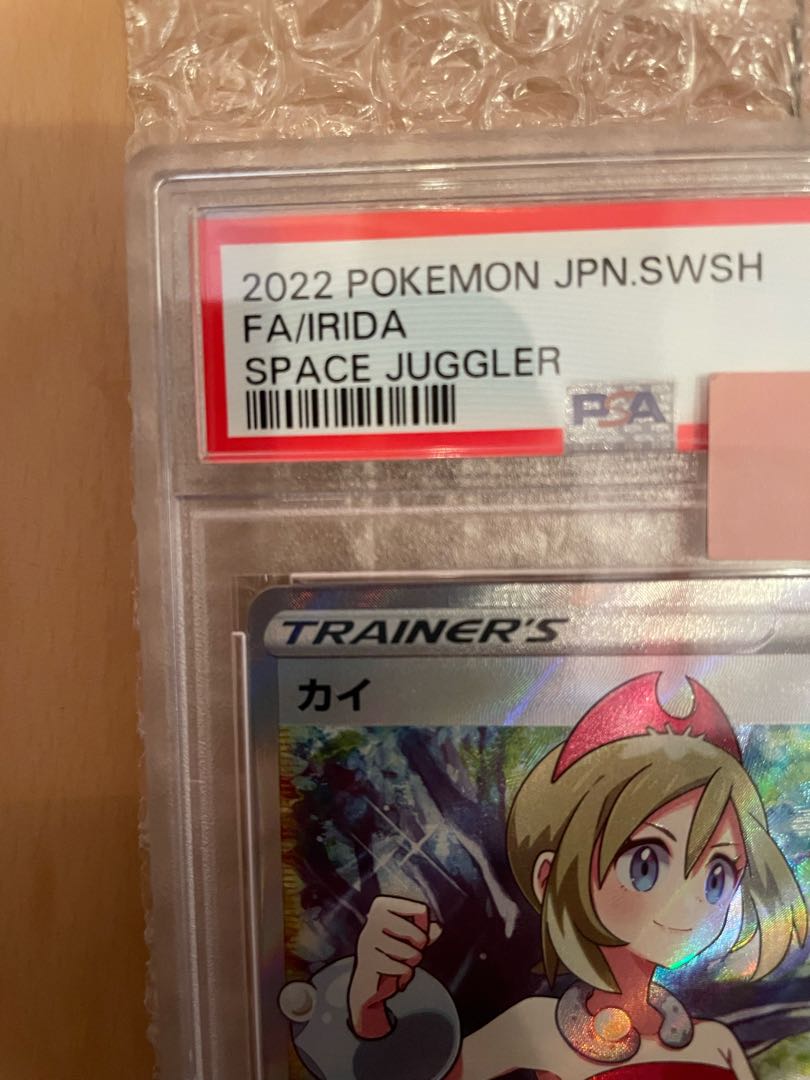 2022 POKEMON JPN.SWSH
FA/IRIDA
SPACE JUGGLER
PSA
TRAINER'S
カイ